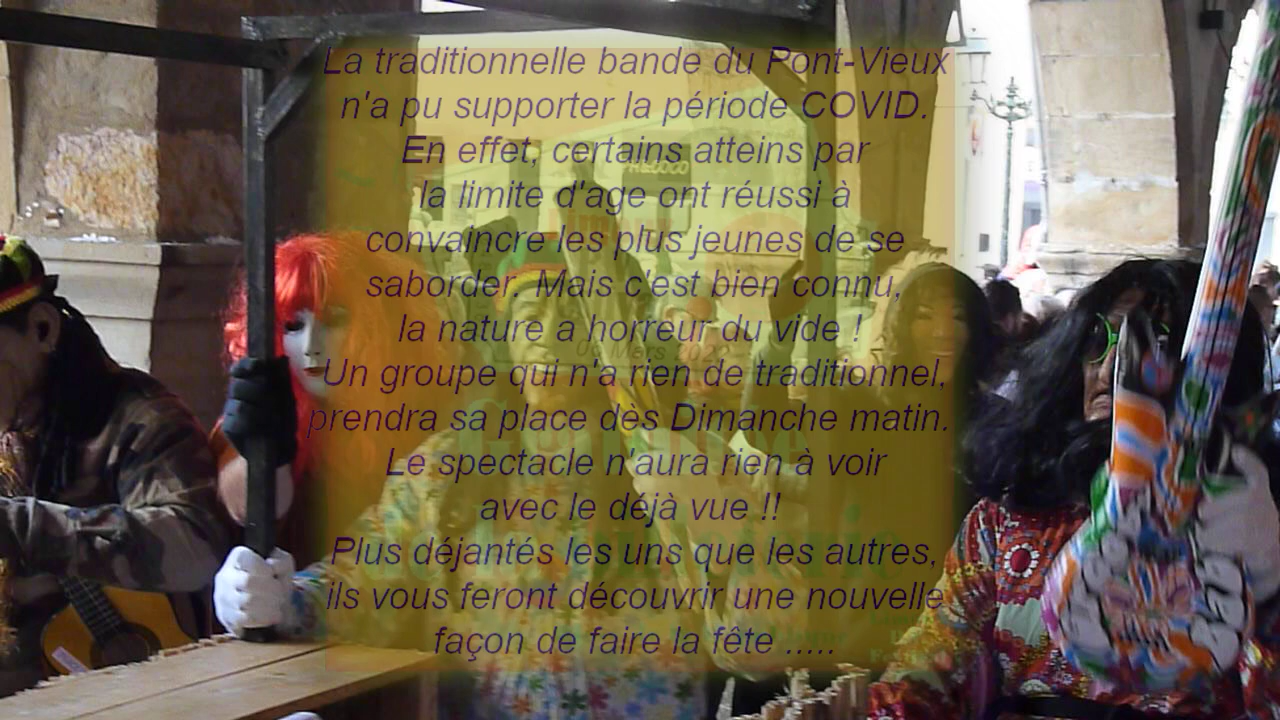 La traditionnelle bande du Pont-Vieux
n'a pu supporter la période COVID.
En effet, certains atteins par
la limite d'age ont réussi à
convaincre les plus jeunes de se
saborder. Mais c'est bien connu,
la nature a horreur du vide !
06 Mars 2022
Un groupe qui n'a rien de traditionnel,
prendra sa place dès Dimanche matin.
Le spectacle n'aura rien à voir
avec le déjà vue !!
Plus déjantés les uns que les autres,
ils vous feront découvrir une nouvelle
façon de faire la fête .....